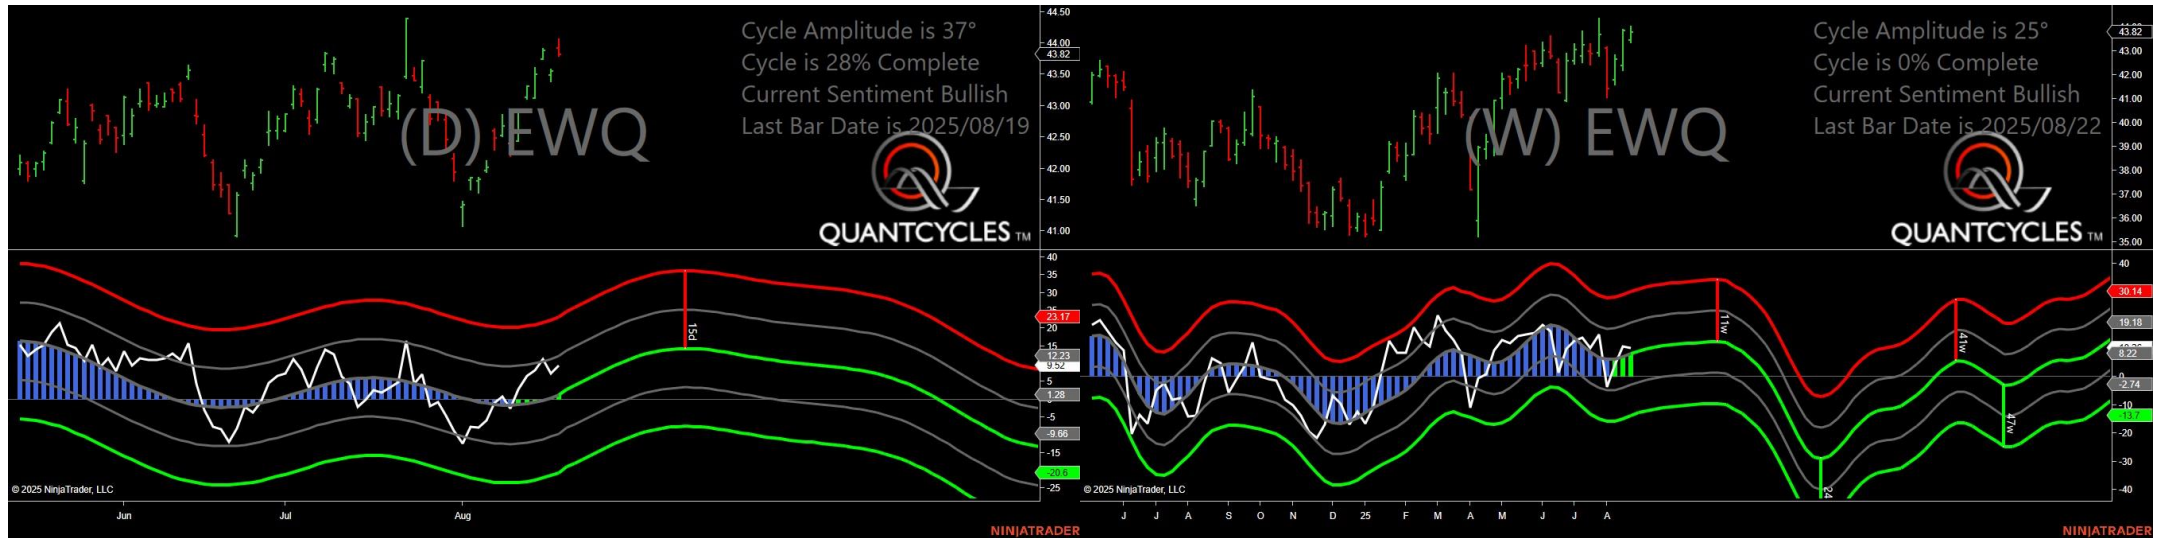 44.50
Cycle Amplitude is 37°
44.00
43.82
Cycle is 28% Complete
43.50
Current Sentiment Bullish
43.00
(D) EWQ
Last Bar Date is 2025/08/19
42.50
42.00
41.50
QUANTCYCLES TM
41.00
40
35
30
23.17
20
15d
15
12.23
9.52
5
1.28
-5
-9.66
-15
-20.6
-25
© 2025 NinjaTrader, LLC
Jun
Jul
Aug
NINJATRADER
Cycle Amplitude is 25°
43.82
43.00
Cycle is 0% Complete
42.00
Current Sentiment Bullish
41.00
(W) EWQ
Last Bar Date is 2025/08/22
40.00
39.00
38.00
37.00
36.00
QUANTCYCLES TM
35.00
40
30.14
19.18
11w
41w
8.22
0
-2.74
-10
-13.7
47w
-20
-30
24
-40
© 2025 NinjaTrader, LLC
J
J
A
S
O
N
D
25
F
M
A
M
J
J
A
NINJATRADER